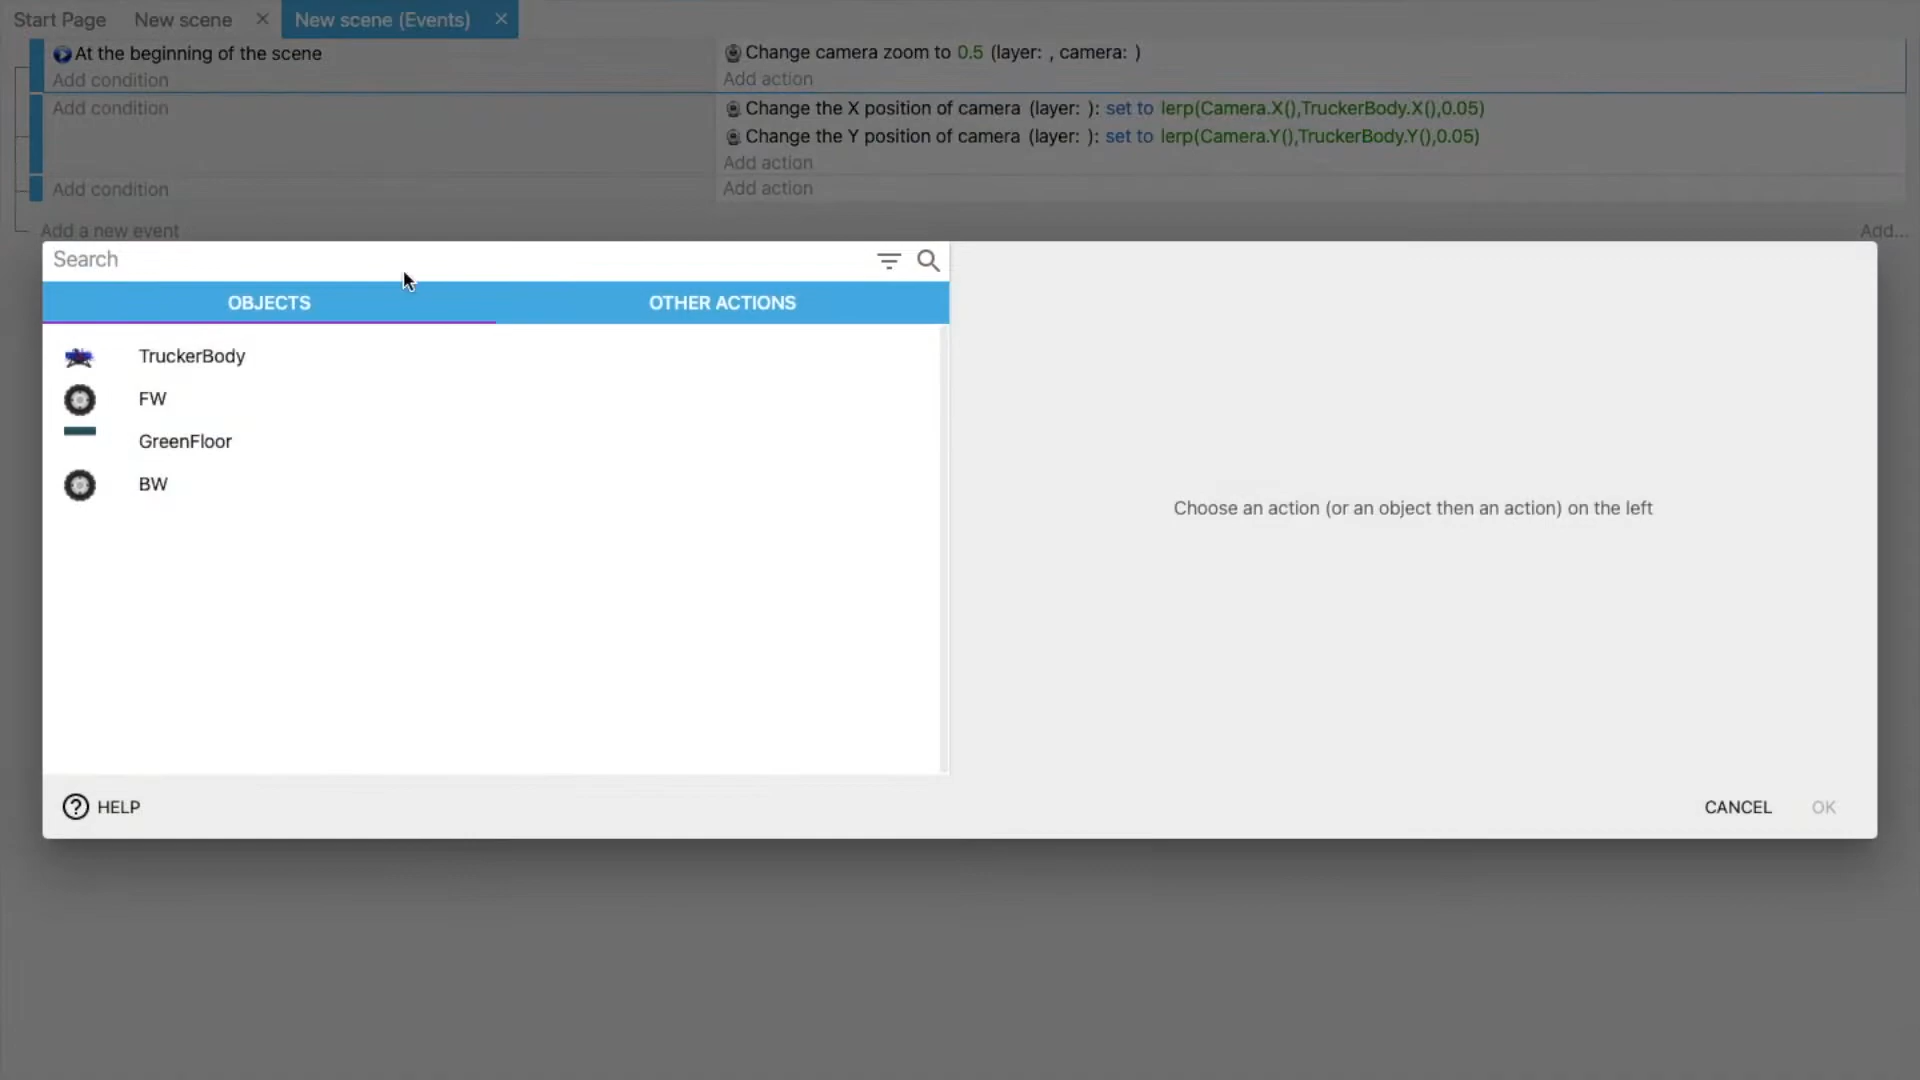 Start Page New scene New scene (Events)
At the beginning of the scene
Change camera zoom to 0.5 (layer: , camera: )
Add condition
Add action
Add condition
Change the X position of camera (layer: ): set to lerp(Camera.X(),TruckerBody.X(),0.05)
Change the Y position of camera (layer: ): set to lerp(Camera.Y(),TruckerBody.Y(),0.05)
Add action
Add condition
Add action
Add a new event
Add...
Search
OBJECTS
OTHER ACTIONS
TruckerBody
FW
GreenFloor
BW
Choose an action (or an object then an action) on the left
HELP
CANCEL
OK